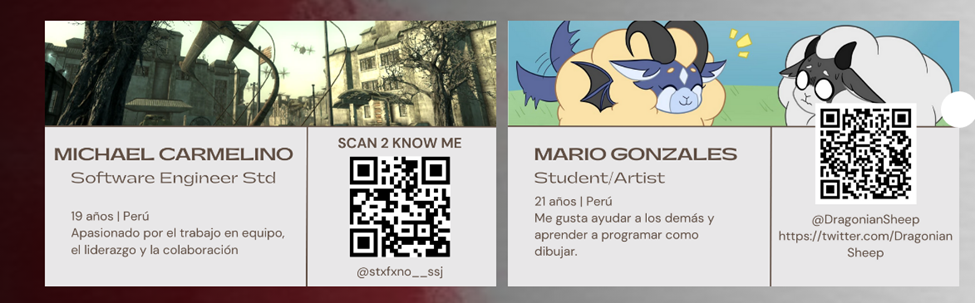 MICHAEL CARMELINO
Software Engineer Std
19 años | Perú
Apasionado por el trabajo en equipo,
el liderazgo y la colaboración
SCAN 2 KNOW ME
@stxfxno__ssj
MARIO GONZALES
Student/Artist
21 años | Perú
Me gusta ayudar a los demás y
aprender a programar como
dibujar.
@DragonianSheep
https://twitter.com/Dragonian
Sheep